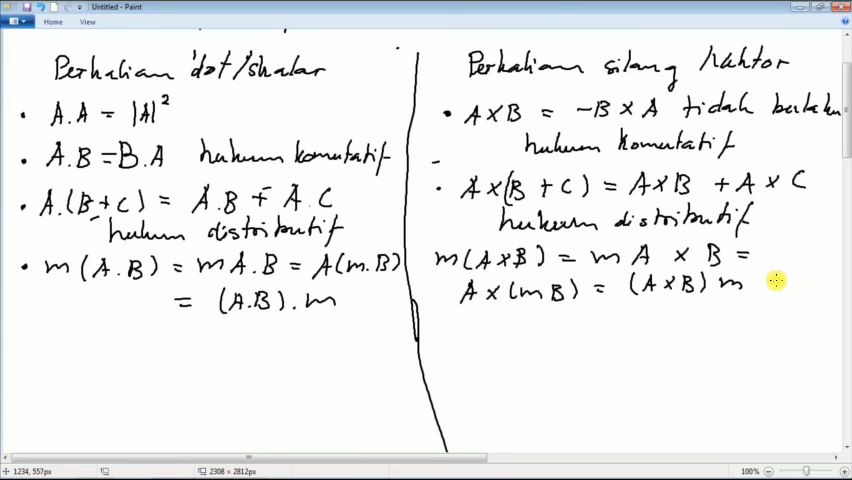 Untitled - Paint
Home View
Perkalian dot/skalar
• A.A = |A|²
• A.B = B.A hukum komutatif
• A.(B + C) = A.B + A.C
hukum distributif
• m(A.B) = mA.B = A(m.B)
= (A.B).m
Perkalian silang
• A×B = -B×A tidak berlaku
hukum komutatif
• A×(B + C) = A×B + A×C
hukum distributif
m(A×B) = mA × B =
A×(mB) = (A×B)m
1234, 557px
2308 × 2812px
100%